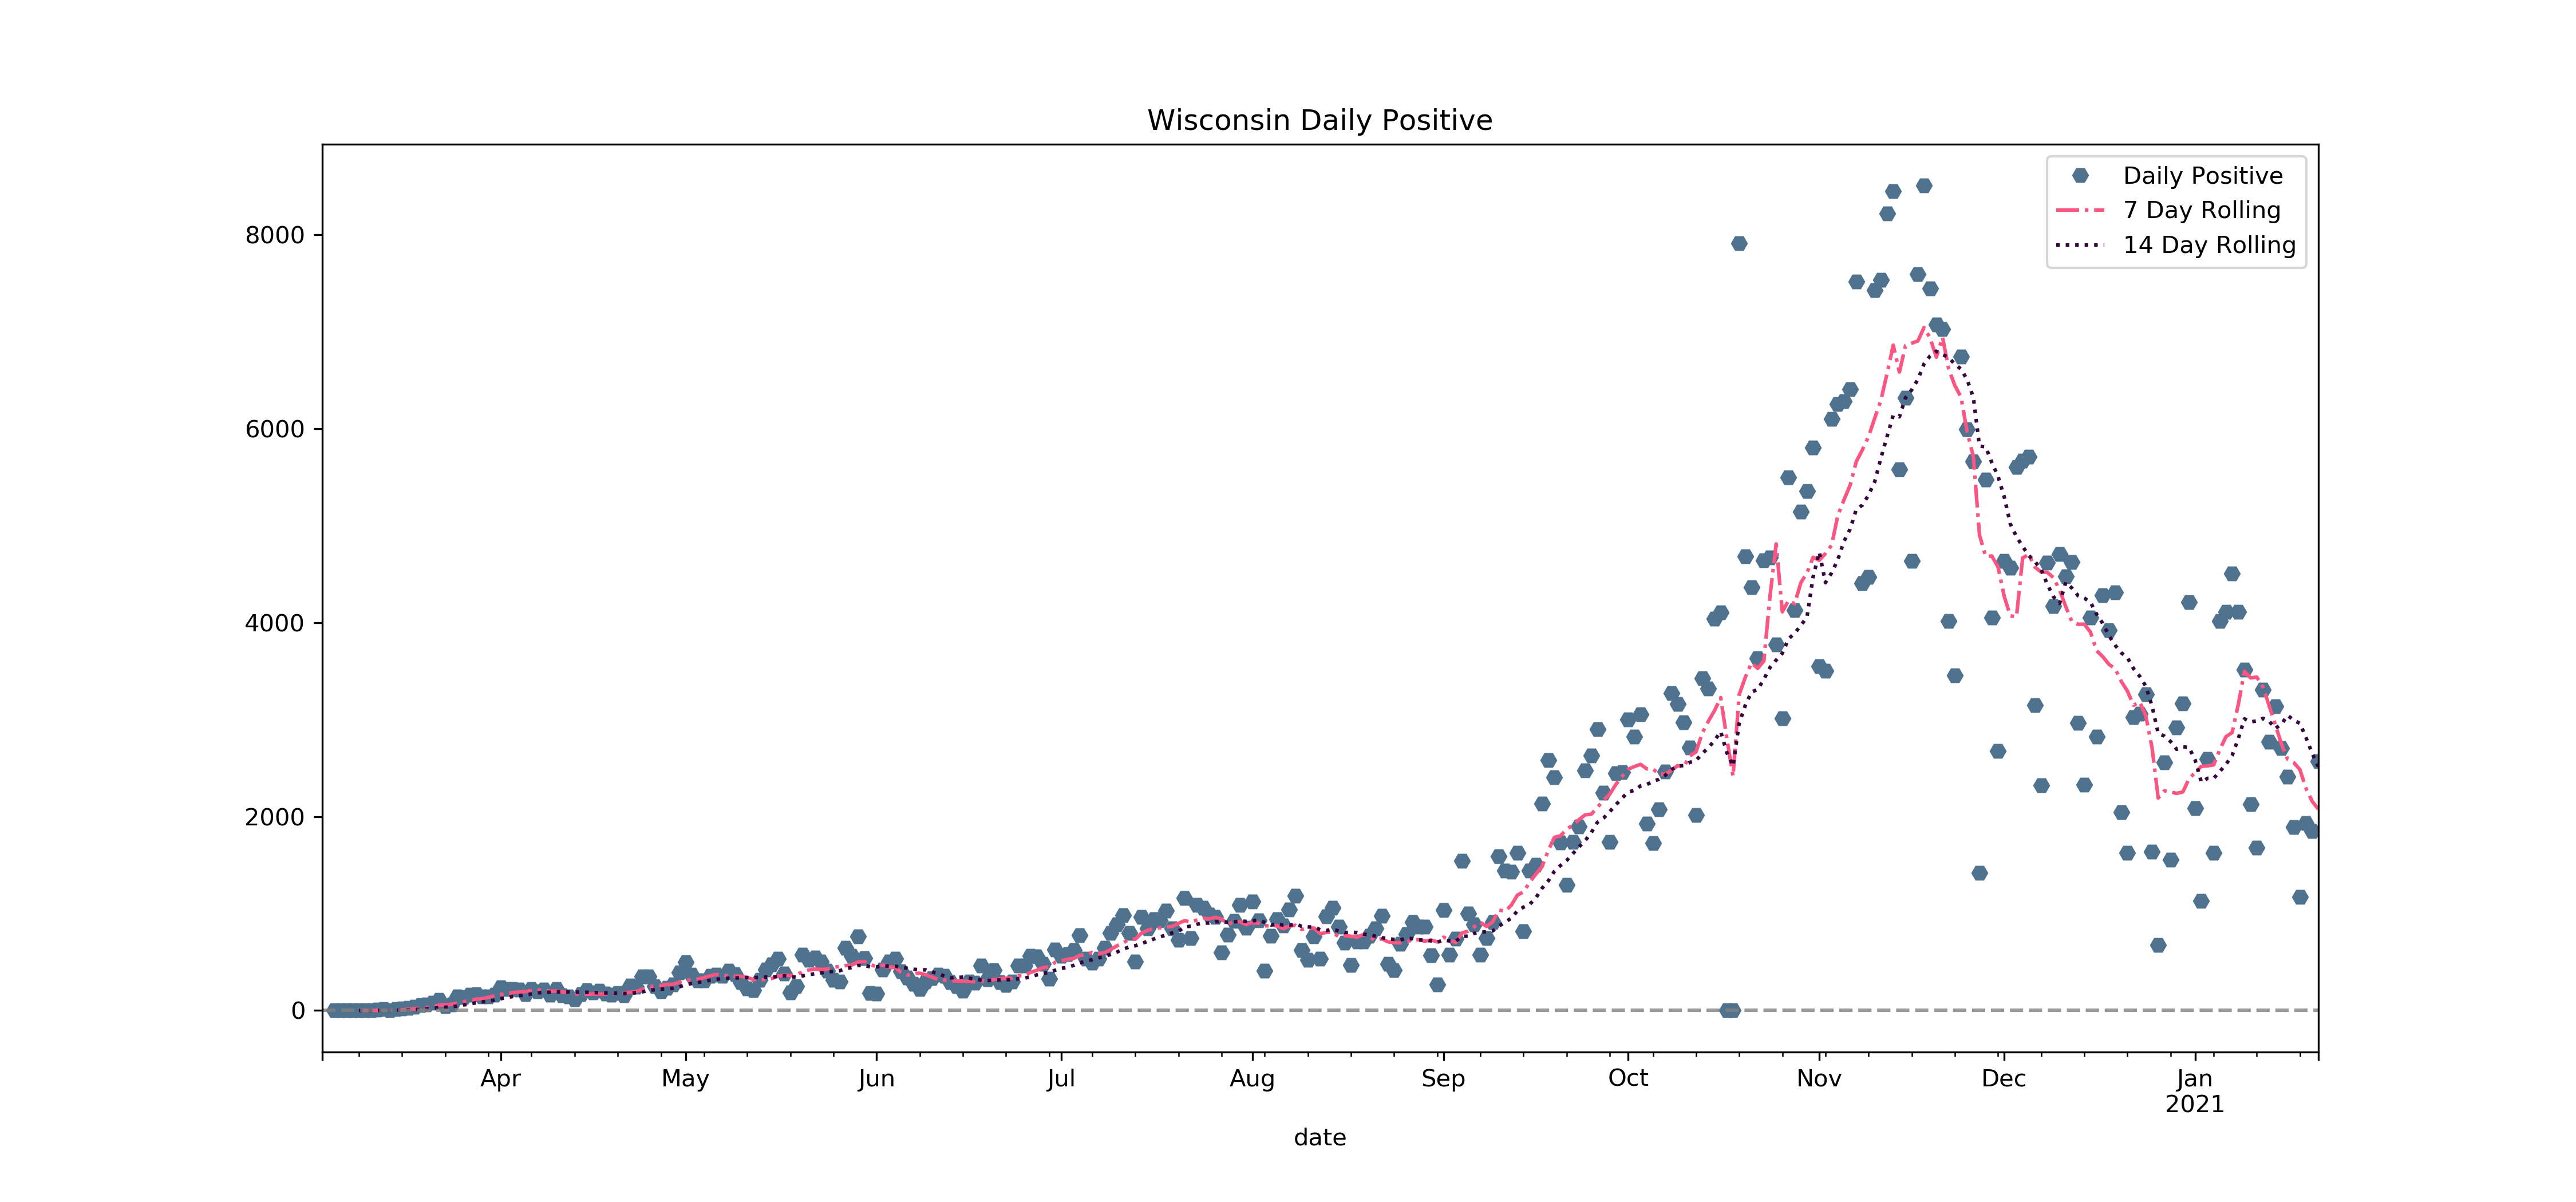 Wisconsin Daily Positive
Daily Positive
7 Day Rolling
14 Day Rolling
8000
6000
4000
2000
0
Apr May Jun Jul Aug Sep Oct Nov Dec Jan
2021
date